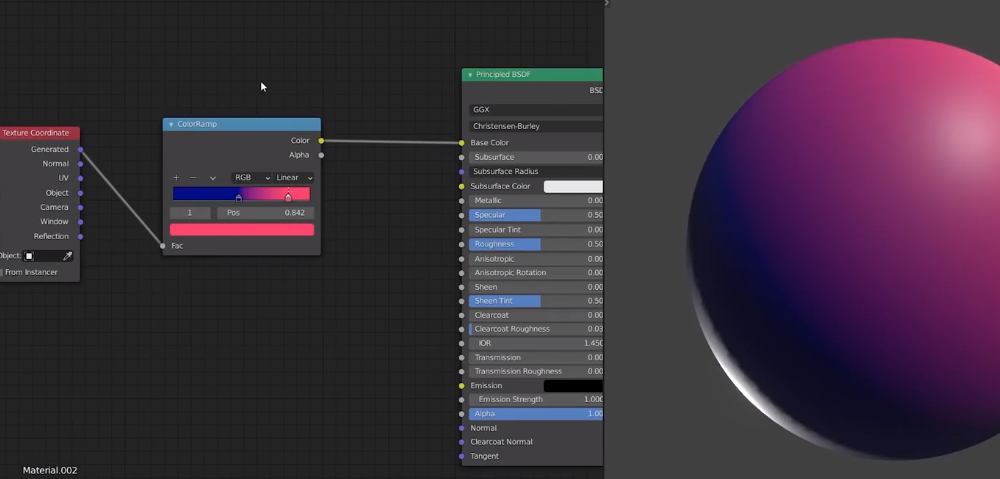 Texture Coordinate
Generated
Normal
UV
Object
Camera
Window
Reflection
Object:
From Instancer
ColorRamp
Color
Alpha
+ − RGB Linear
1 Pos 0.842
Fac
Principled BSDF
BSD
GGX
Christensen-Burley
Base Color
Subsurface 0.00
Subsurface Radius
Subsurface Color
Metallic 0.00
Specular 0.50
Specular Tint 0.00
Roughness 0.50
Anisotropic 0.00
Anisotropic Rotation 0.00
Sheen 0.00
Sheen Tint 0.50
Clearcoat 0.00
Clearcoat Roughness 0.03
IOR 1.450
Transmission 0.00
Transmission Roughness 0.00
Emission
Emission Strength 1.000
Alpha 1.00
Normal
Clearcoat Normal
Tangent
Material.002